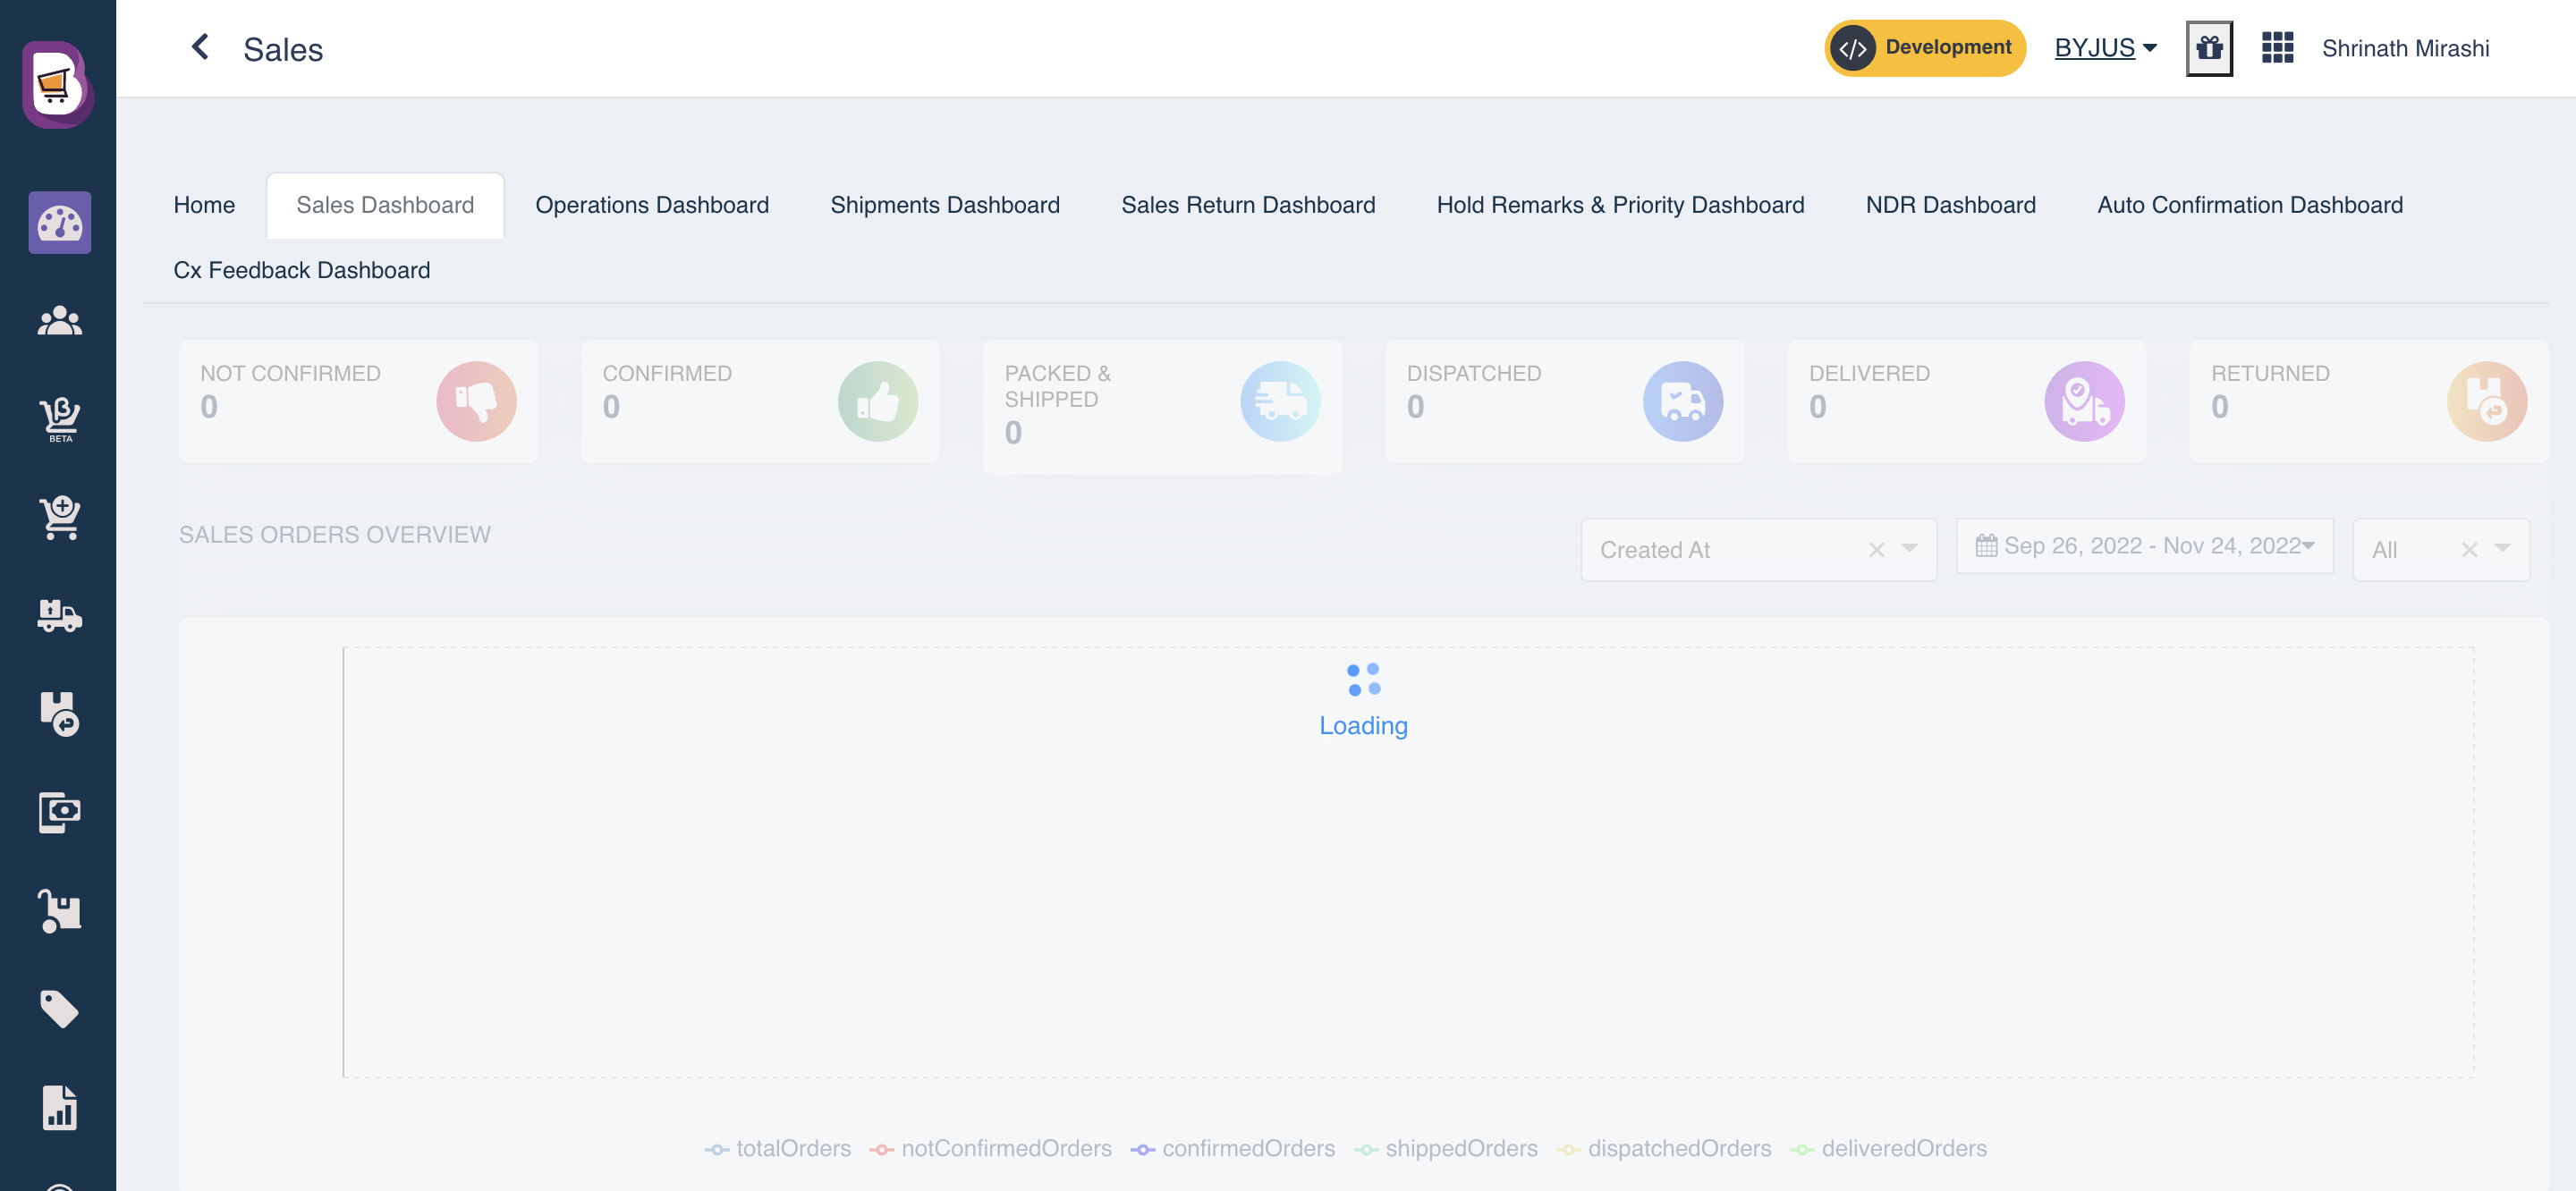 Sales
Development
BYJUS
Shrinath Mirashi
Home
Sales Dashboard
Operations Dashboard
Shipments Dashboard
Sales Return Dashboard
Hold Remarks & Priority Dashboard
NDR Dashboard
Auto Confirmation Dashboard
Cx Feedback Dashboard
NOT CONFIRMED
0
CONFIRMED
0
PACKED &
SHIPPED
0
DISPATCHED
0
DELIVERED
0
RETURNED
0
BETA
SALES ORDERS OVERVIEW
Created At
Sep 26, 2022 - Nov 24, 2022
All
Loading
totalOrders
notConfirmedOrders
confirmedOrders
shippedOrders
dispatchedOrders
deliveredOrders